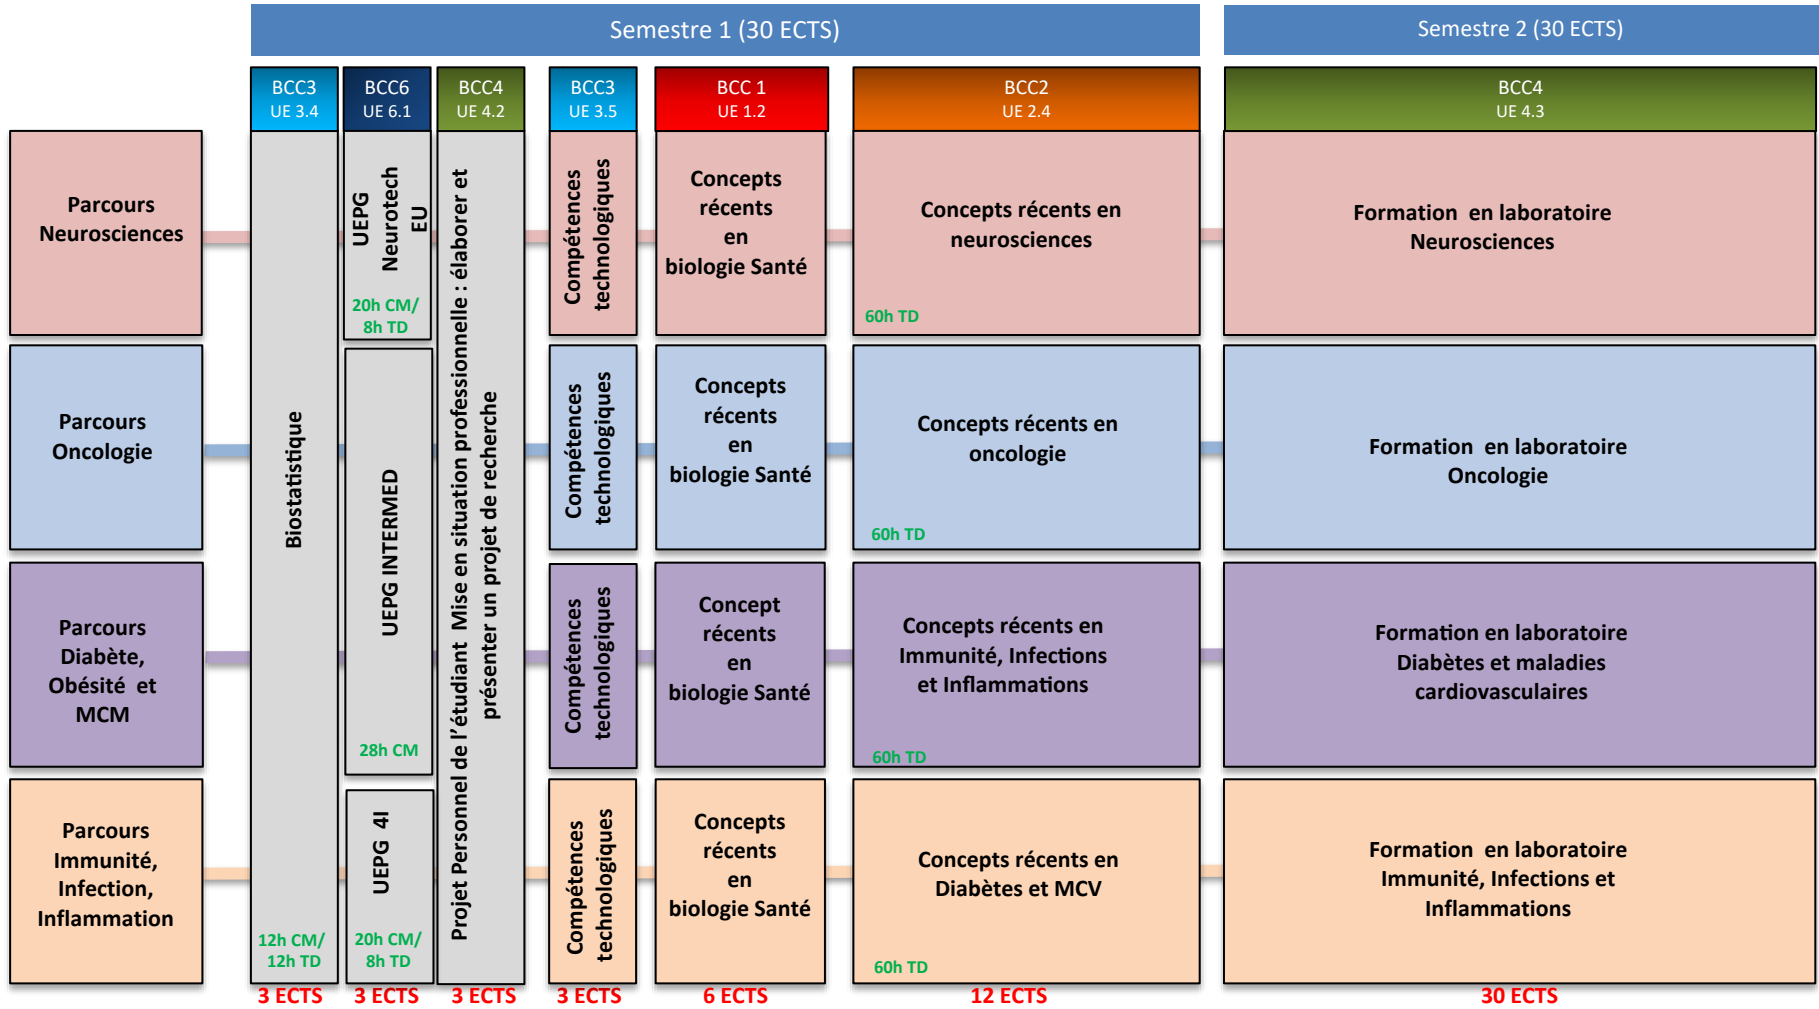 Semestre 1 (30 ECTS)
Semestre 2 (30 ECTS)
BCC3
UE 3.4
BCC6
UE 6.1
BCC4
UE 4.2
BCC3
UE 3.5
BCC 1
UE 1.2
BCC2
UE 2.4
BCC4
UE 4.3
Parcours
Neurosciences
Biostatistique
12h CM/
12h TD
UEPG
Neurotech
EU
20h CM/
8h TD
Projet Personnel de l'étudiant  Mise en situation professionnelle : élaborer et
présenter un projet de recherche
Compétences
technologiques
Concepts
récents
en
biologie Santé
Concepts récents en
neurosciences
60h TD
Formation  en laboratoire
Neurosciences
Parcours
Oncologie
UEPG INTERMED
28h CM
Compétences
technologiques
Concepts
récents
en
biologie Santé
Concepts récents en
oncologie
60h TD
Formation  en laboratoire
Oncologie
Parcours
Diabète,
Obésité  et
MCM
Compétences
technologiques
Concept
récents
en
biologie Santé
Concepts récents en
Immunité, Infections
et Inflammations
60h TD
Formation en laboratoire
Diabètes et maladies
cardiovasculaires
Parcours
Immunité,
Infection,
Inflammation
UEPG  4I
20h CM/
8h TD
Compétences
technologiques
Concepts
récents
en
biologie Santé
Concepts récents en
Diabètes et MCV
60h TD
Formation  en laboratoire
Immunité, Infections et
Inflammations
3 ECTS
3 ECTS
3 ECTS
3 ECTS
6 ECTS
12 ECTS
30 ECTS